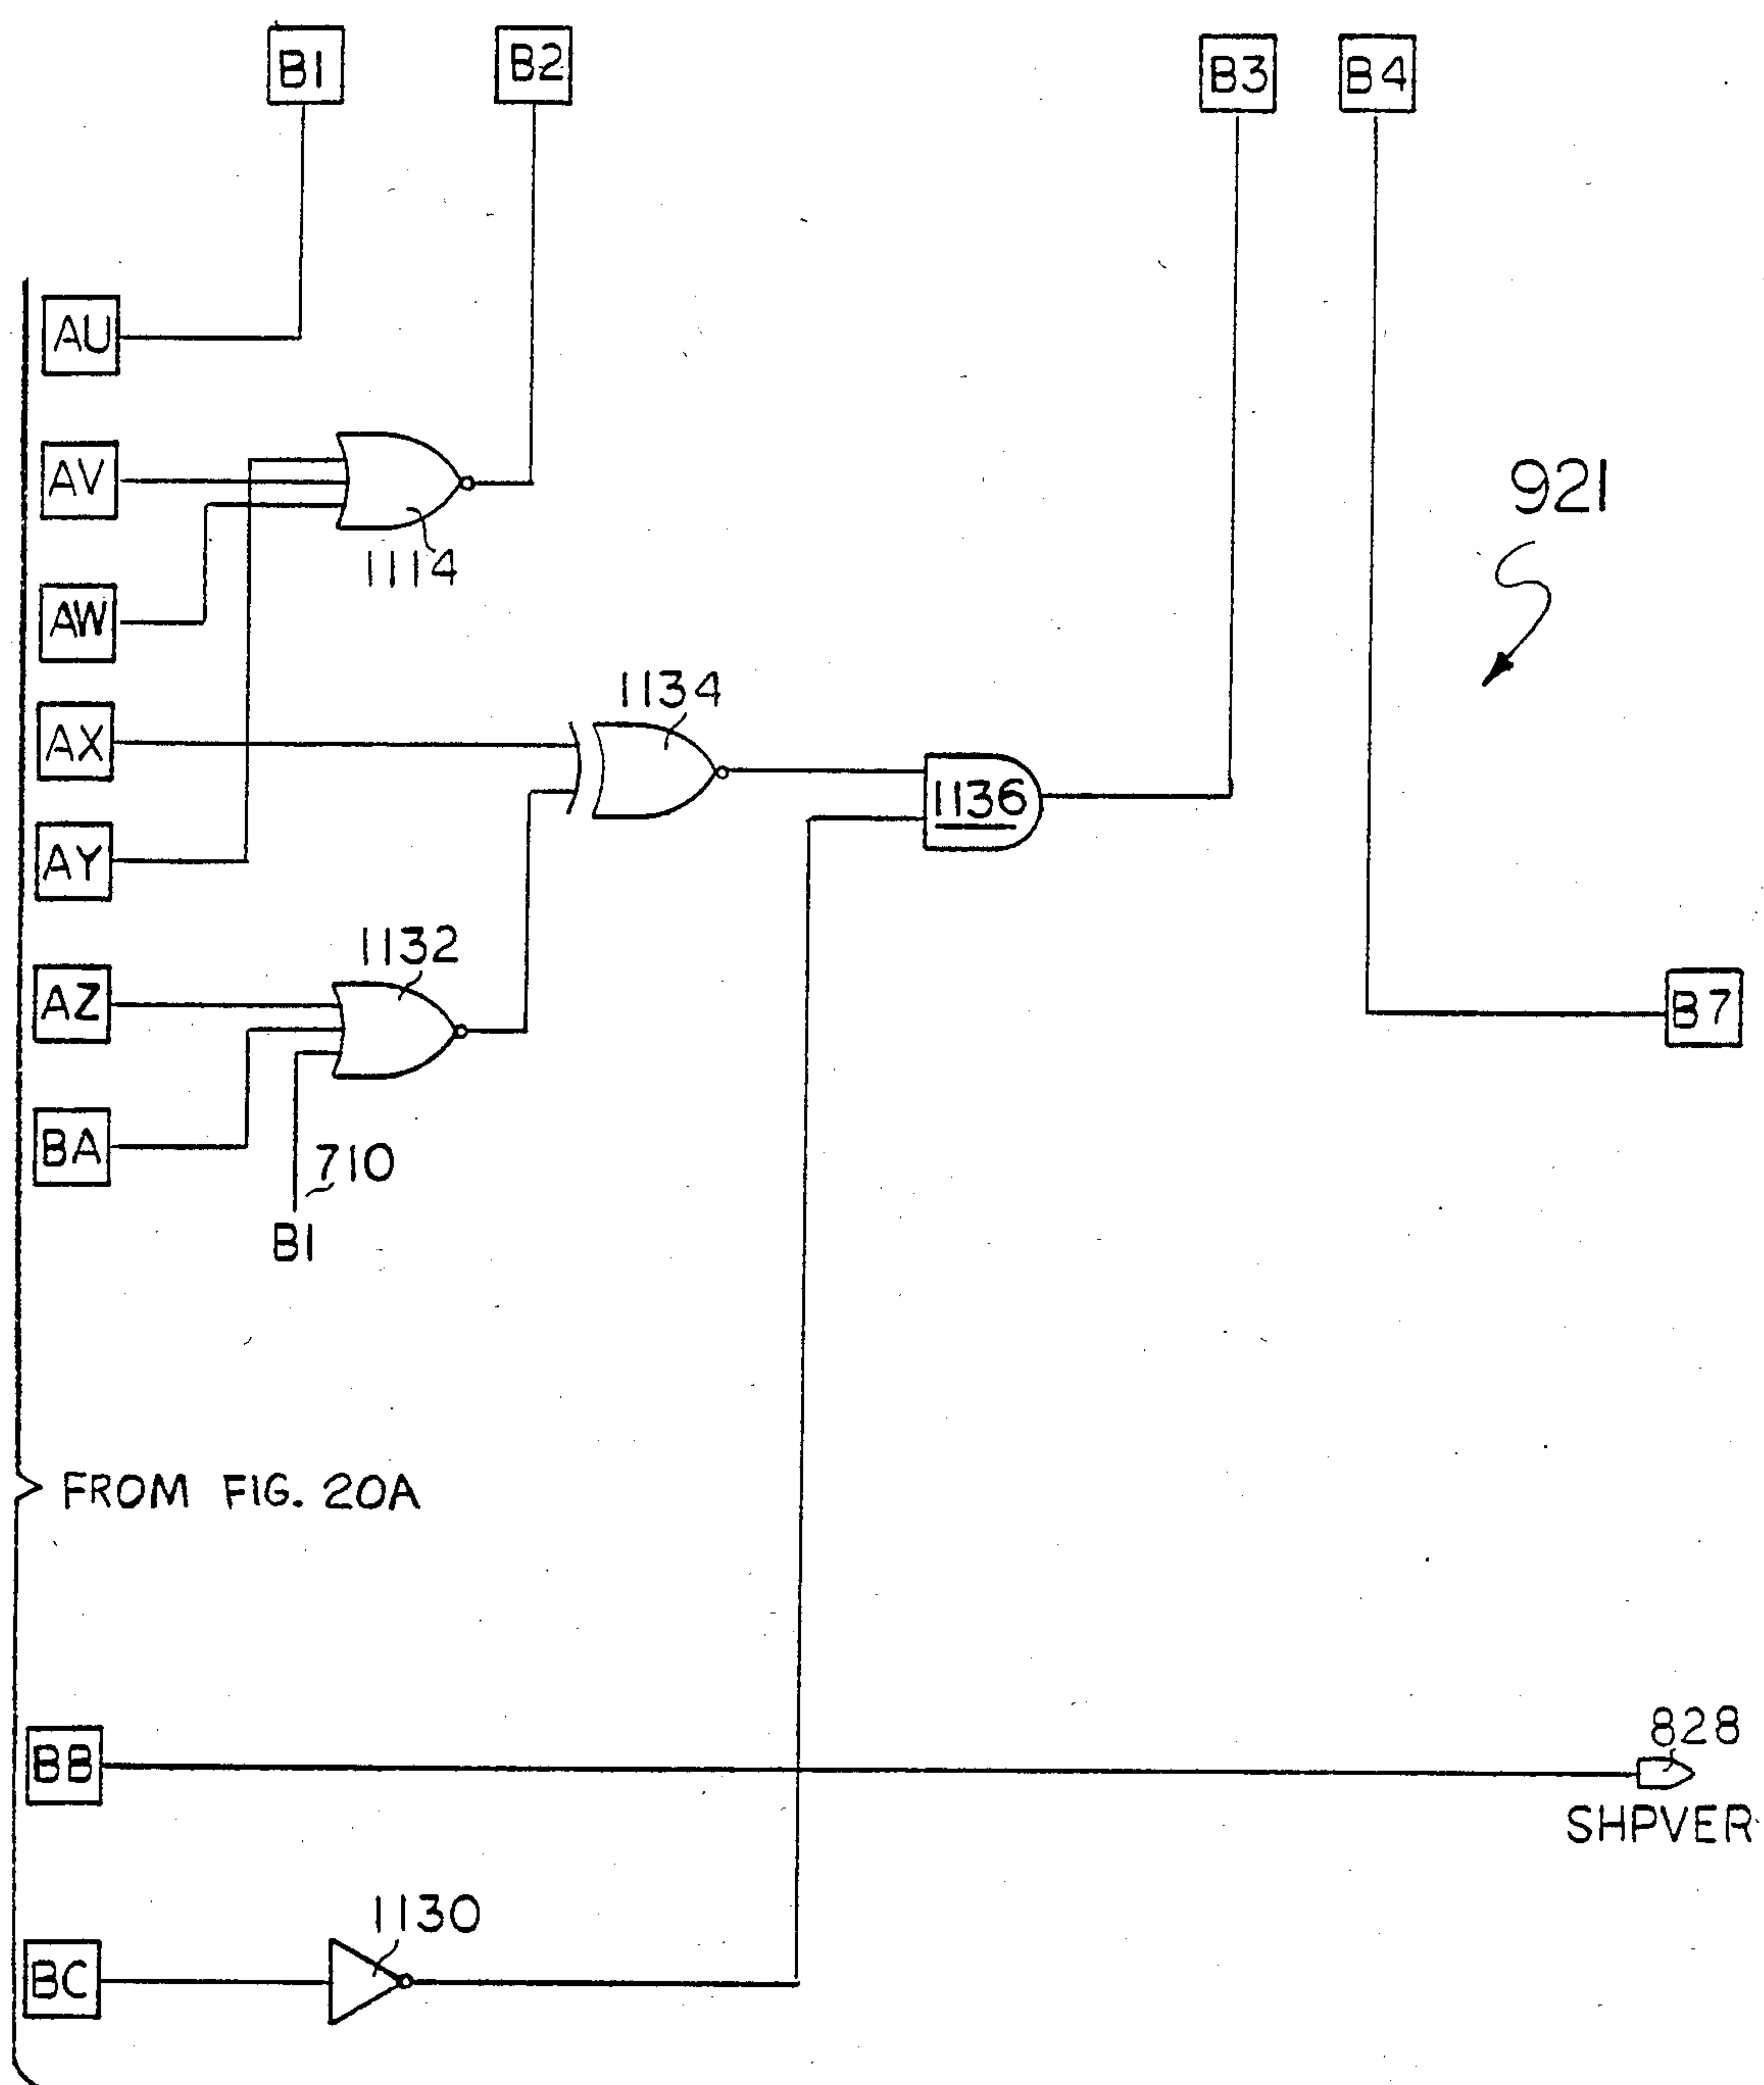 B1
B2
B3
B4
AU
AV
921
1114
AW
1134
AX
1136
AY
1132
AZ
B7
BA
710
B1
FROM FIG. 20A
828
BB
SHPVER
1130
BC